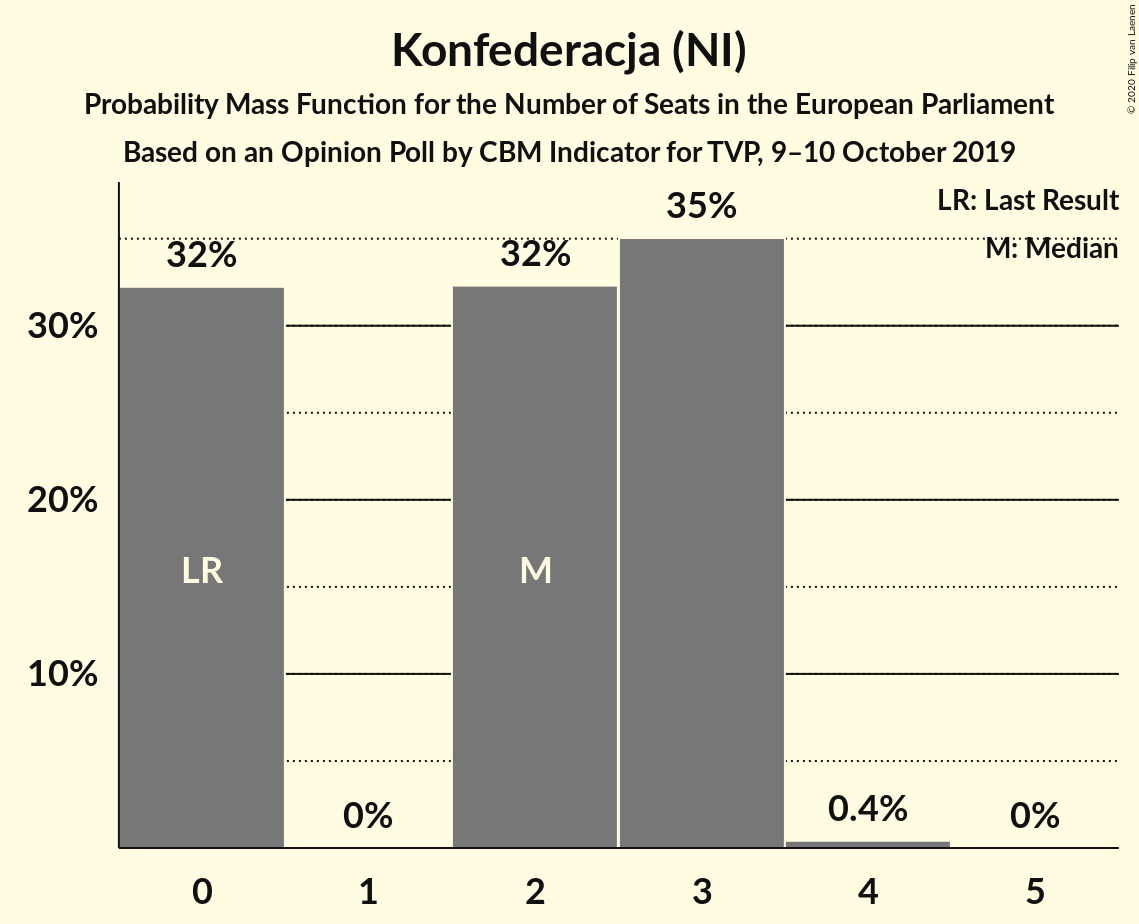 Konfederacja (NI)
Probability Mass Function for the Number of Seats in the European Parliament
Based on an Opinion Poll by CBM Indicator for TVP, 9–10 October 2019
© 2020 Filip van Laenen
LR: Last Result
M: Median
35%
32%
32%
30%
20%
LR
M
10%
0%
0.4%
0%
0
1
2
3
4
5